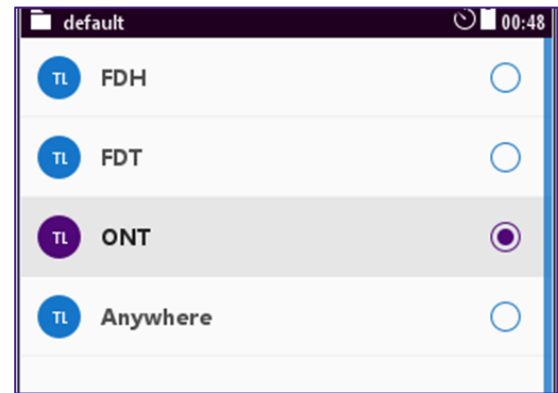 default 00:48
TL FDH
TL FDT
TL ONT
TL Anywhere